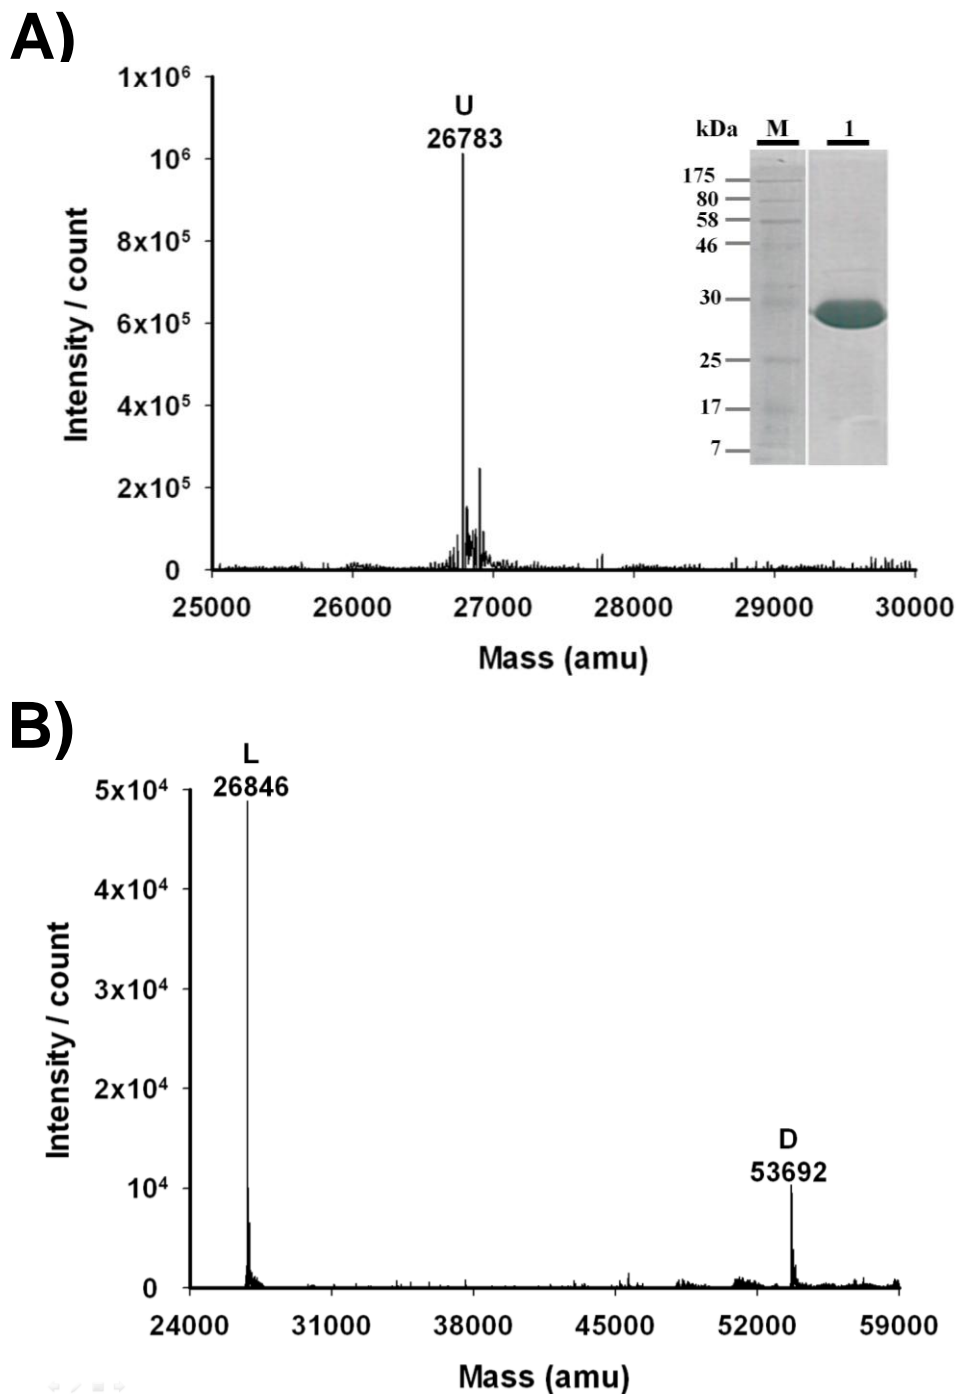 A)
1x10⁶
10⁶
8x10⁵
6x10⁵
4x10⁵
2x10⁵
0
Intensity / count
U
26783
25000 26000 27000 28000 29000 30000
Mass (amu)
kDa M 1
175
80
58
46
30
25
17
7
B)
5x10⁴
4x10⁴
3x10⁴
2x10⁴
10⁴
0
Intensity / count
L
26846
D
53692
24000 31000 38000 45000 52000 59000
Mass (amu)